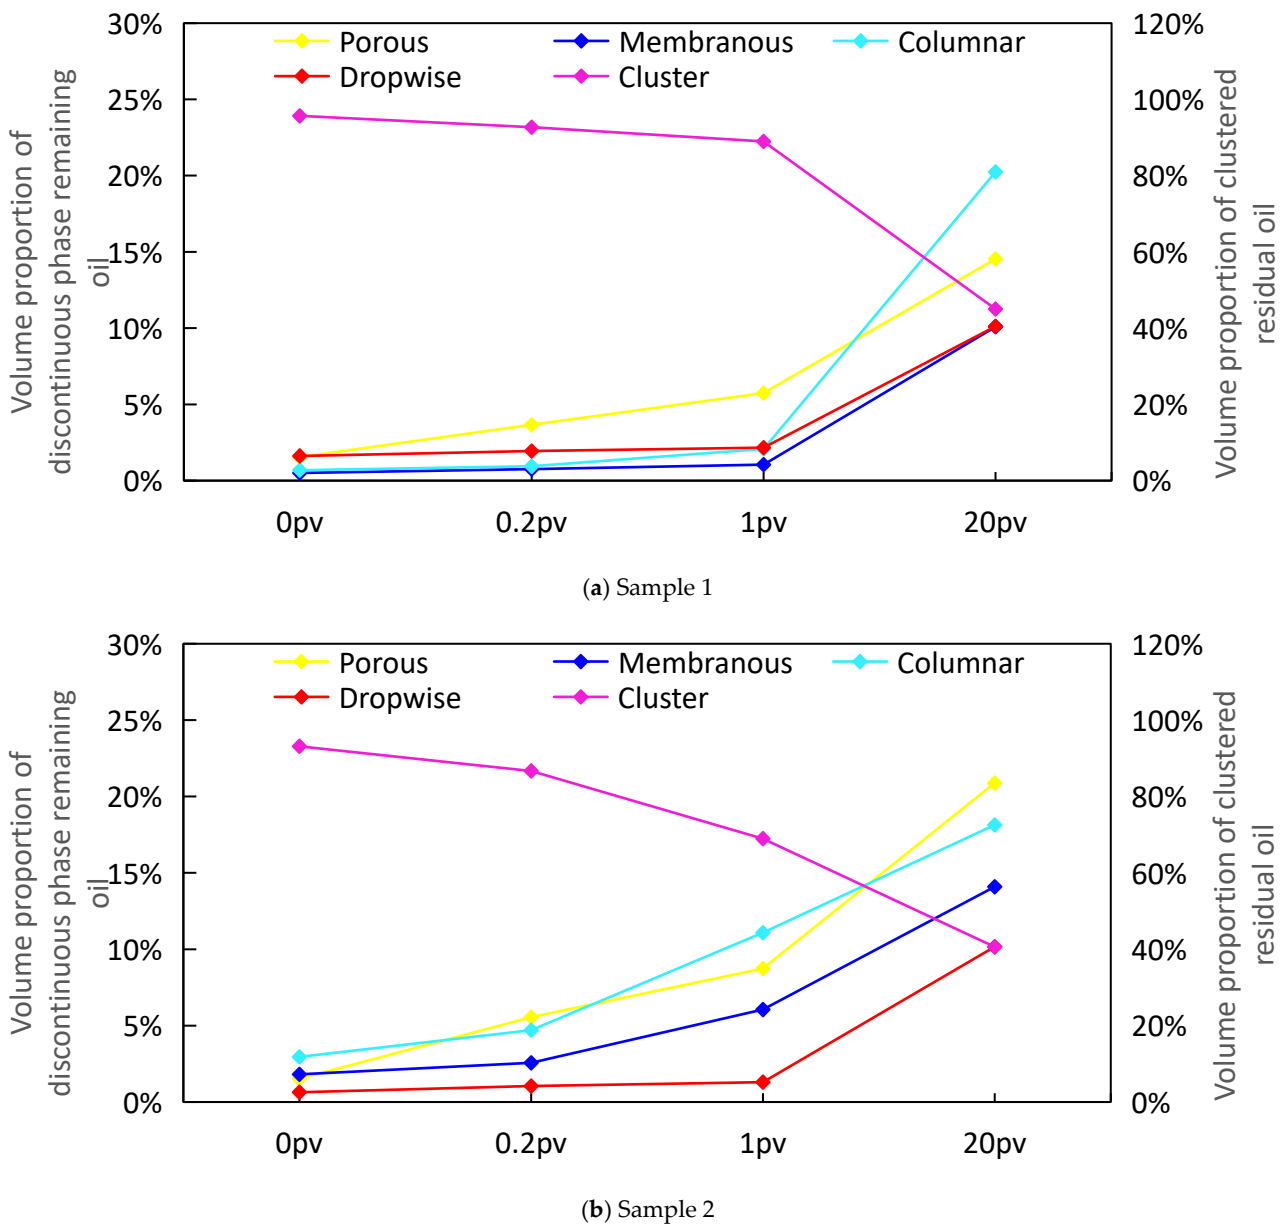 30%
25%
20%
15%
10%
5%
0%
120%
100%
80%
60%
40%
20%
0%
Volume proportion of
discontinuous phase remaining
oil
Volume proportion of clustered
residual oil
Porous
Membranous
Columnar
Dropwise
Cluster
0pv
0.2pv
1pv
20pv
(a) Sample 1
30%
25%
20%
15%
10%
5%
0%
120%
100%
80%
60%
40%
20%
0%
Volume proportion of
discontinuous phase remaining
oil
Volume proportion of clustered
residual oil
Porous
Membranous
Columnar
Dropwise
Cluster
0pv
0.2pv
1pv
20pv
(b) Sample 2